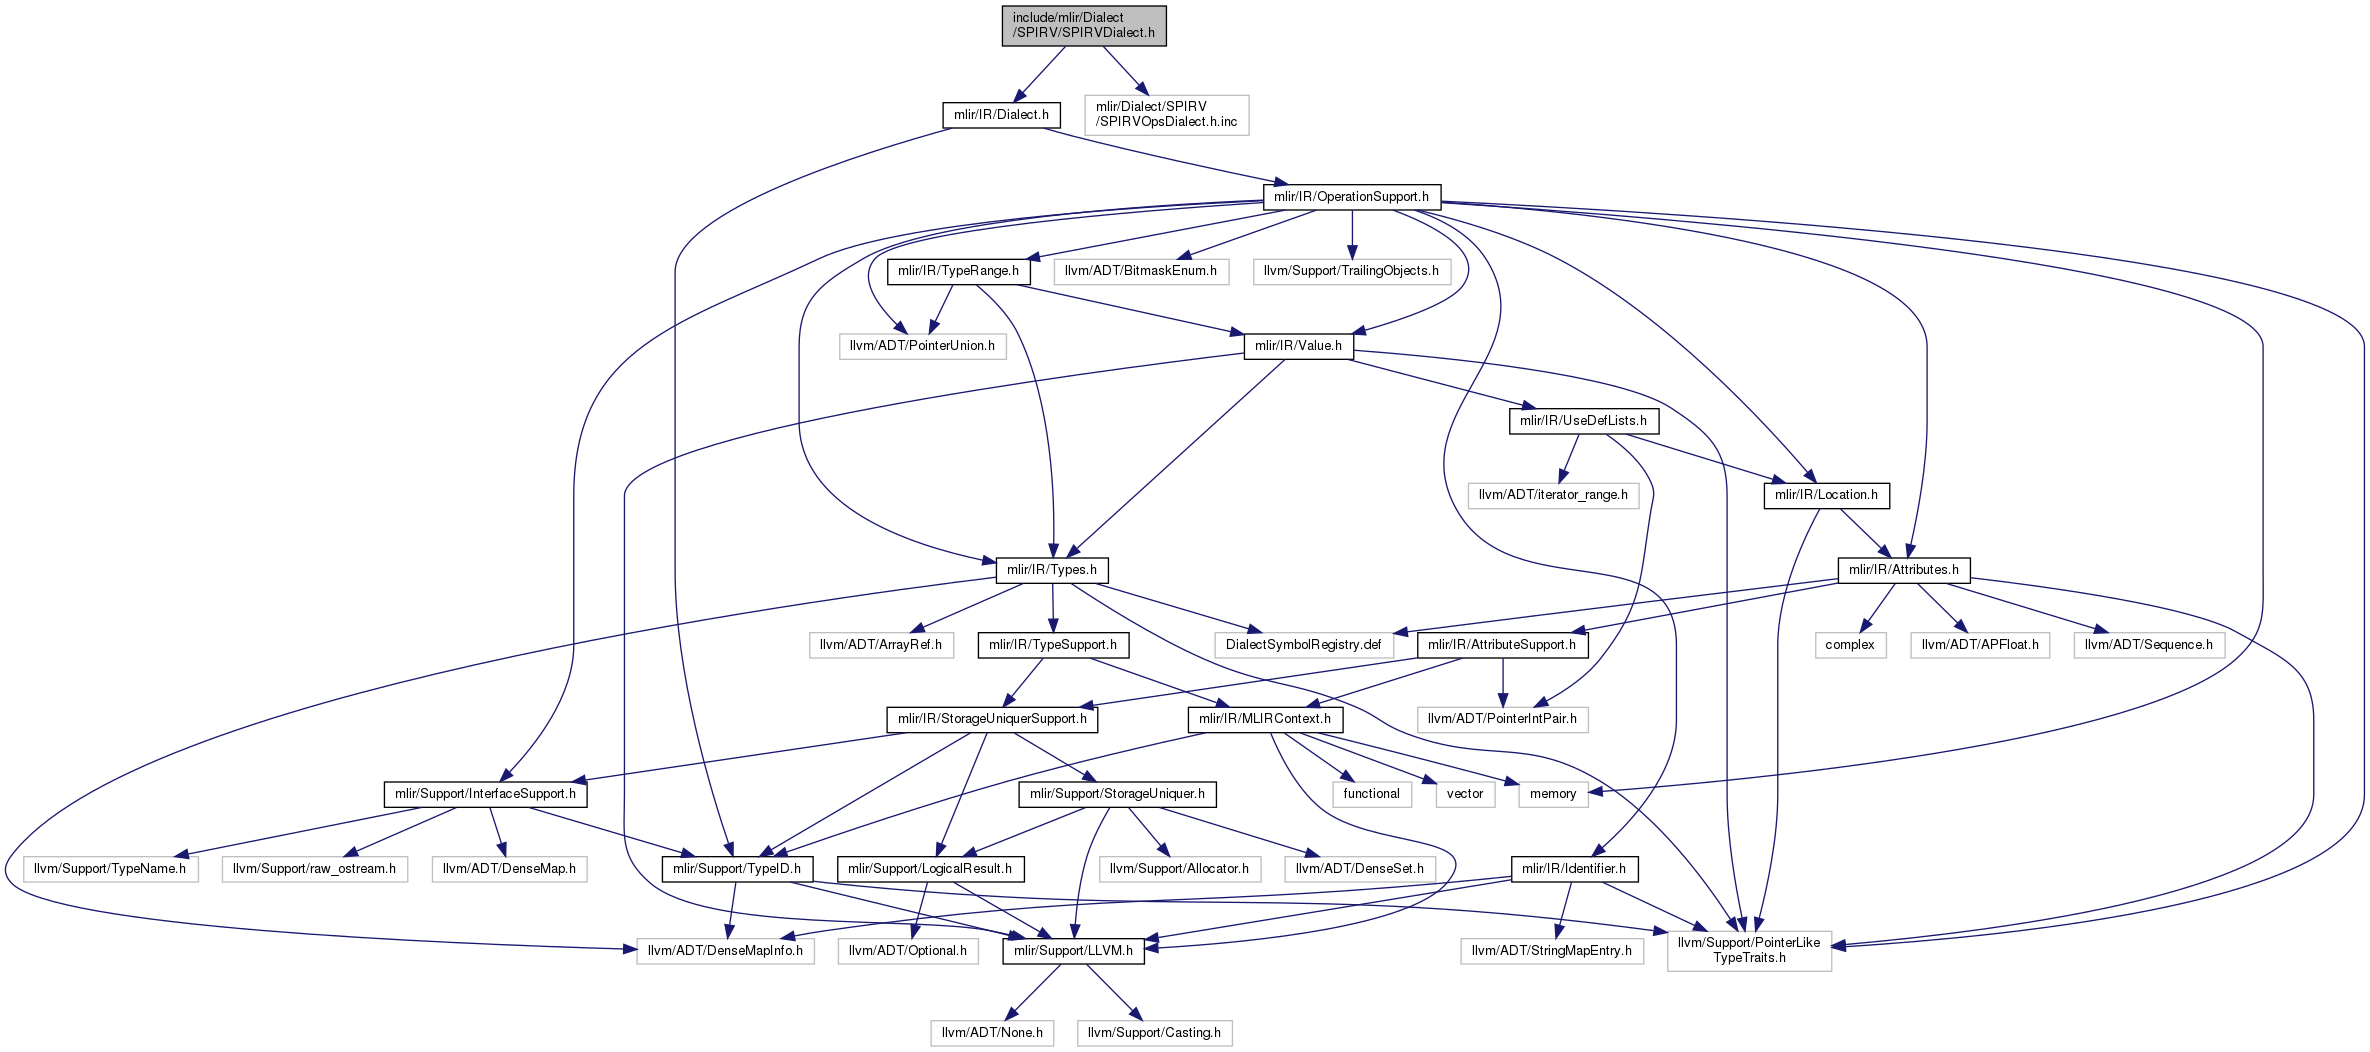 include/mlir/Dialect
/SPIRV/SPIRVDialect.h
mlir/IR/Dialect.h
mlir/Dialect/SPIRV
/SPIRVOpsDialect.h.inc
mlir/IR/OperationSupport.h
mlir/IR/TypeRange.h
llvm/ADT/BitmaskEnum.h
llvm/Support/TrailingObjects.h
llvm/ADT/PointerUnion.h
mlir/IR/Value.h
mlir/IR/UseDefLists.h
llvm/ADT/iterator_range.h
mlir/IR/Location.h
mlir/IR/Types.h
mlir/IR/Attributes.h
llvm/ADT/ArrayRef.h
mlir/IR/TypeSupport.h
DialectSymbolRegistry.def
mlir/IR/AttributeSupport.h
complex
llvm/ADT/APFloat.h
llvm/ADT/Sequence.h
mlir/IR/StorageUniquerSupport.h
mlir/IR/MLIRContext.h
llvm/ADT/PointerIntPair.h
mlir/Support/InterfaceSupport.h
mlir/Support/StorageUniquer.h
functional
vector
memory
llvm/Support/TypeName.h
llvm/Support/raw_ostream.h
llvm/ADT/DenseMap.h
mlir/Support/TypeID.h
mlir/Support/LogicalResult.h
llvm/Support/Allocator.h
llvm/ADT/DenseSet.h
mlir/IR/Identifier.h
llvm/ADT/DenseMapInfo.h
llvm/ADT/Optional.h
mlir/Support/LLVM.h
llvm/ADT/StringMapEntry.h
llvm/Support/PointerLike
TypeTraits.h
llvm/ADT/None.h
llvm/Support/Casting.h